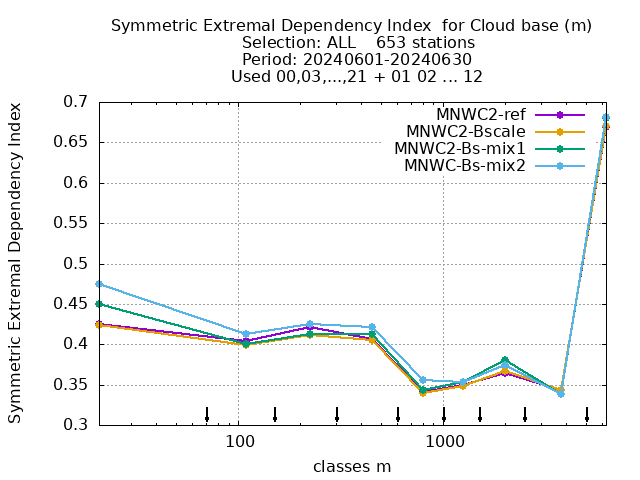 Symmetric Extremal Dependency Index  for Cloud base (m)
Selection: ALL    653 stations
Period: 20240601-20240630
Used 00,03,...,21 + 01 02 ... 12
Symmetric Extremal Dependency Index
0.7
0.65
0.6
0.55
0.5
0.45
0.4
0.35
0.3
MNWC2-ref
MNWC2-Bscale
MNWC2-Bs-mix1
MNWC-Bs-mix2
100
1000
classes m